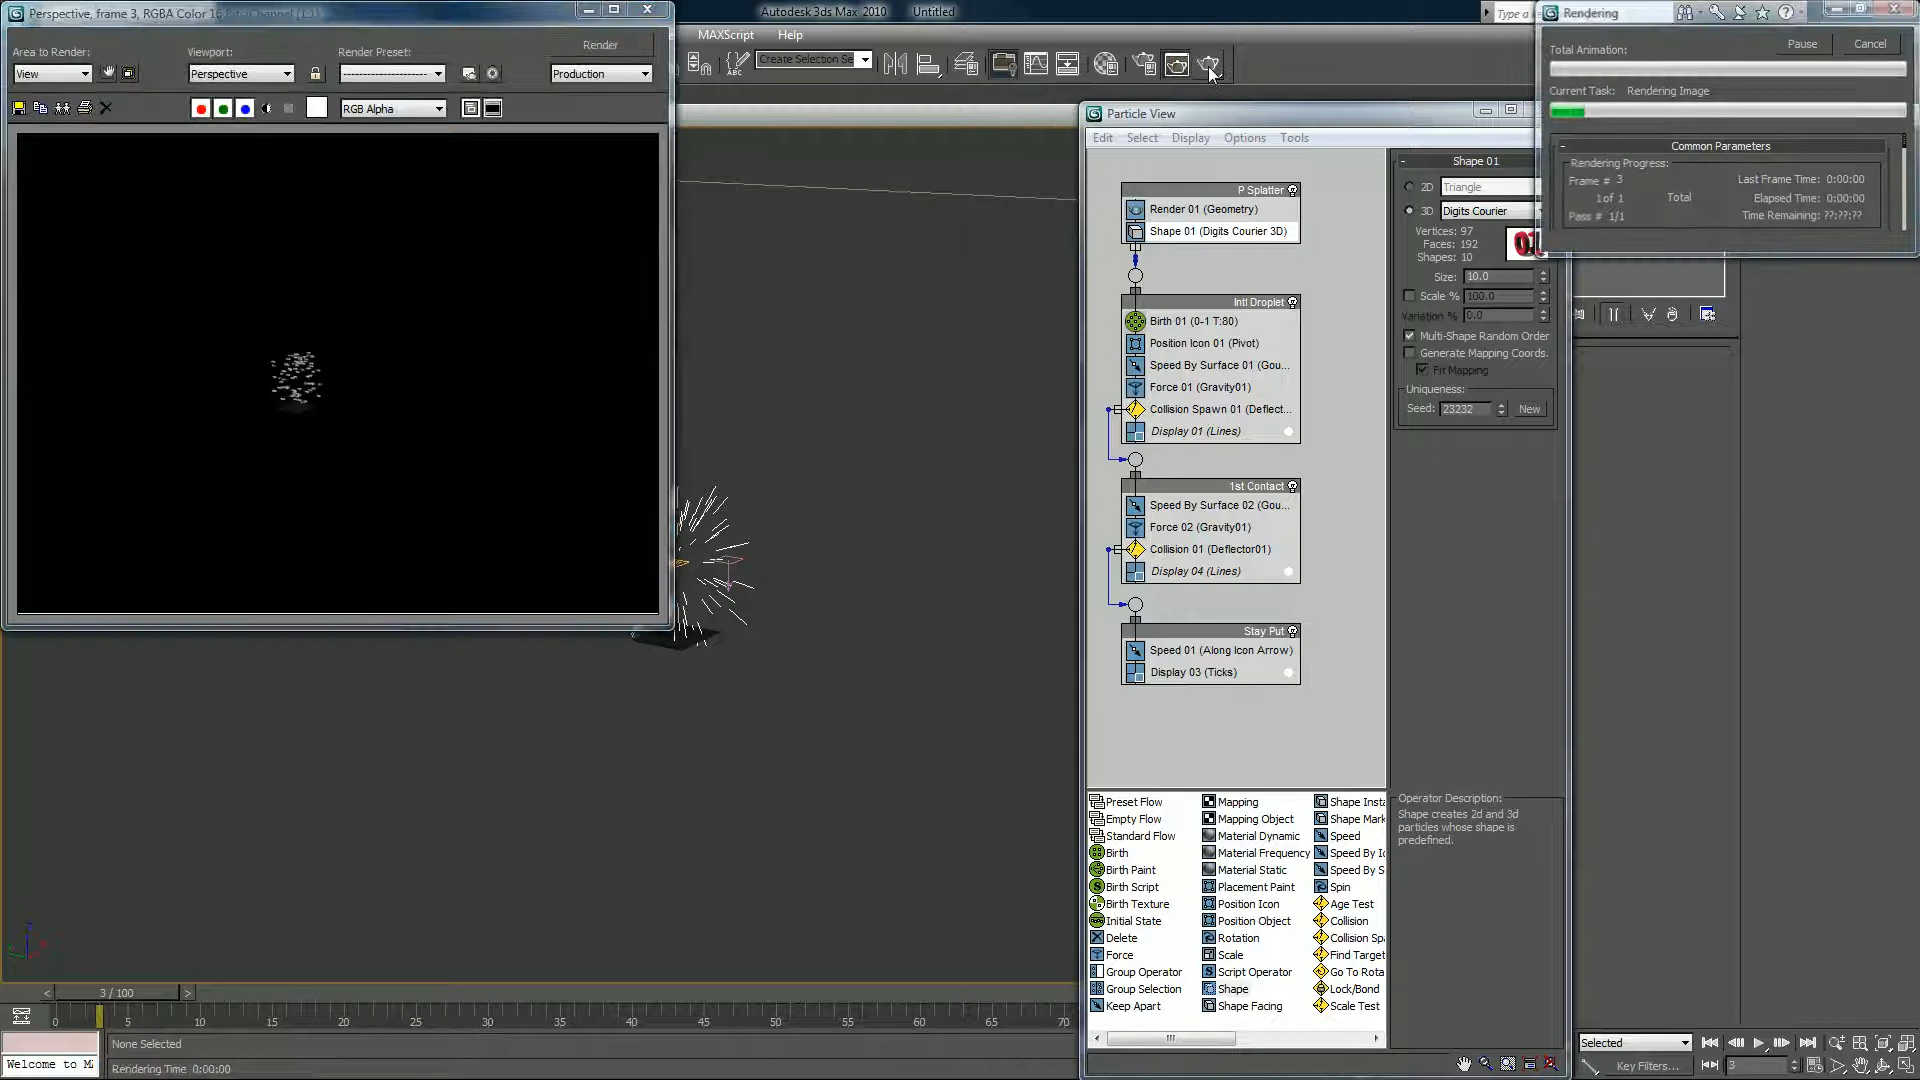 Perspective, frame 3, RGBA Color 16
Autodesk 3ds Max 2010 Untitled
Rendering
Area to Render:
Viewport:
Render Preset:
Render
View
Perspective
Production
RGB Alpha
MAXScript Help
Create Selection Se
Total Animation:
Pause
Cancel
Current Task: Rendering Image
Common Parameters
Rendering Progress:
Frame # 3
1 of 1
Total
Pass # 1/1
Last Frame Time: 0:00:00
Elapsed Time: 0:00:00
Time Remaining: ??:??:??
Particle View
Edit Select Display Options Tools
P Splatter
Render 01 (Geometry)
Shape 01 (Digits Courier 3D)
Intl Droplet
Birth 01 (0-1 T:80)
Position Icon 01 (Pivot)
Speed By Surface 01 (Gou...
Force 01 (Gravity01)
Collision Spawn 01 (Deflect...
Display 01 (Lines)
1st Contact
Speed By Surface 02 (Gou...
Force 02 (Gravity01)
Collision 01 (Deflector01)
Display 04 (Lines)
Stay Put
Speed 01 (Along Icon Arrow)
Display 03 (Ticks)
Shape 01
2D Triangle
3D Digits Courier
Vertices: 97
Faces: 192
Shapes: 10
Size: 10.0
Scale % 100.0
Variation % 0.0
Multi-Shape Random Order
Generate Mapping Coords.
Fit Mapping
Uniqueness:
Seed: 23232 New
Preset Flow
Empty Flow
Standard Flow
Birth
Birth Paint
Birth Script
Birth Texture
Initial State
Delete
Force
Group Operator
Group Selection
Keep Apart
Mapping
Mapping Object
Material Dynamic
Material Frequency
Material Static
Placement Paint
Position Icon
Position Object
Rotation
Scale
Script Operator
Shape
Shape Facing
Shape Insta
Shape Mark
Speed
Speed By Ic
Speed By S
Spin
Age Test
Collision
Collision Spa
Find Target
Go To Rota
Lock/Bond
Scale Test
Operator Description:
Shape creates 2d and 3d
particles whose shape is
predefined.
3 / 100
0 5 10 15 20 25 30 35 40 45 50 55 60 65 70
None Selected
Welcome to M
Rendering Time 0:00:00
Selected
Key Filters...
3